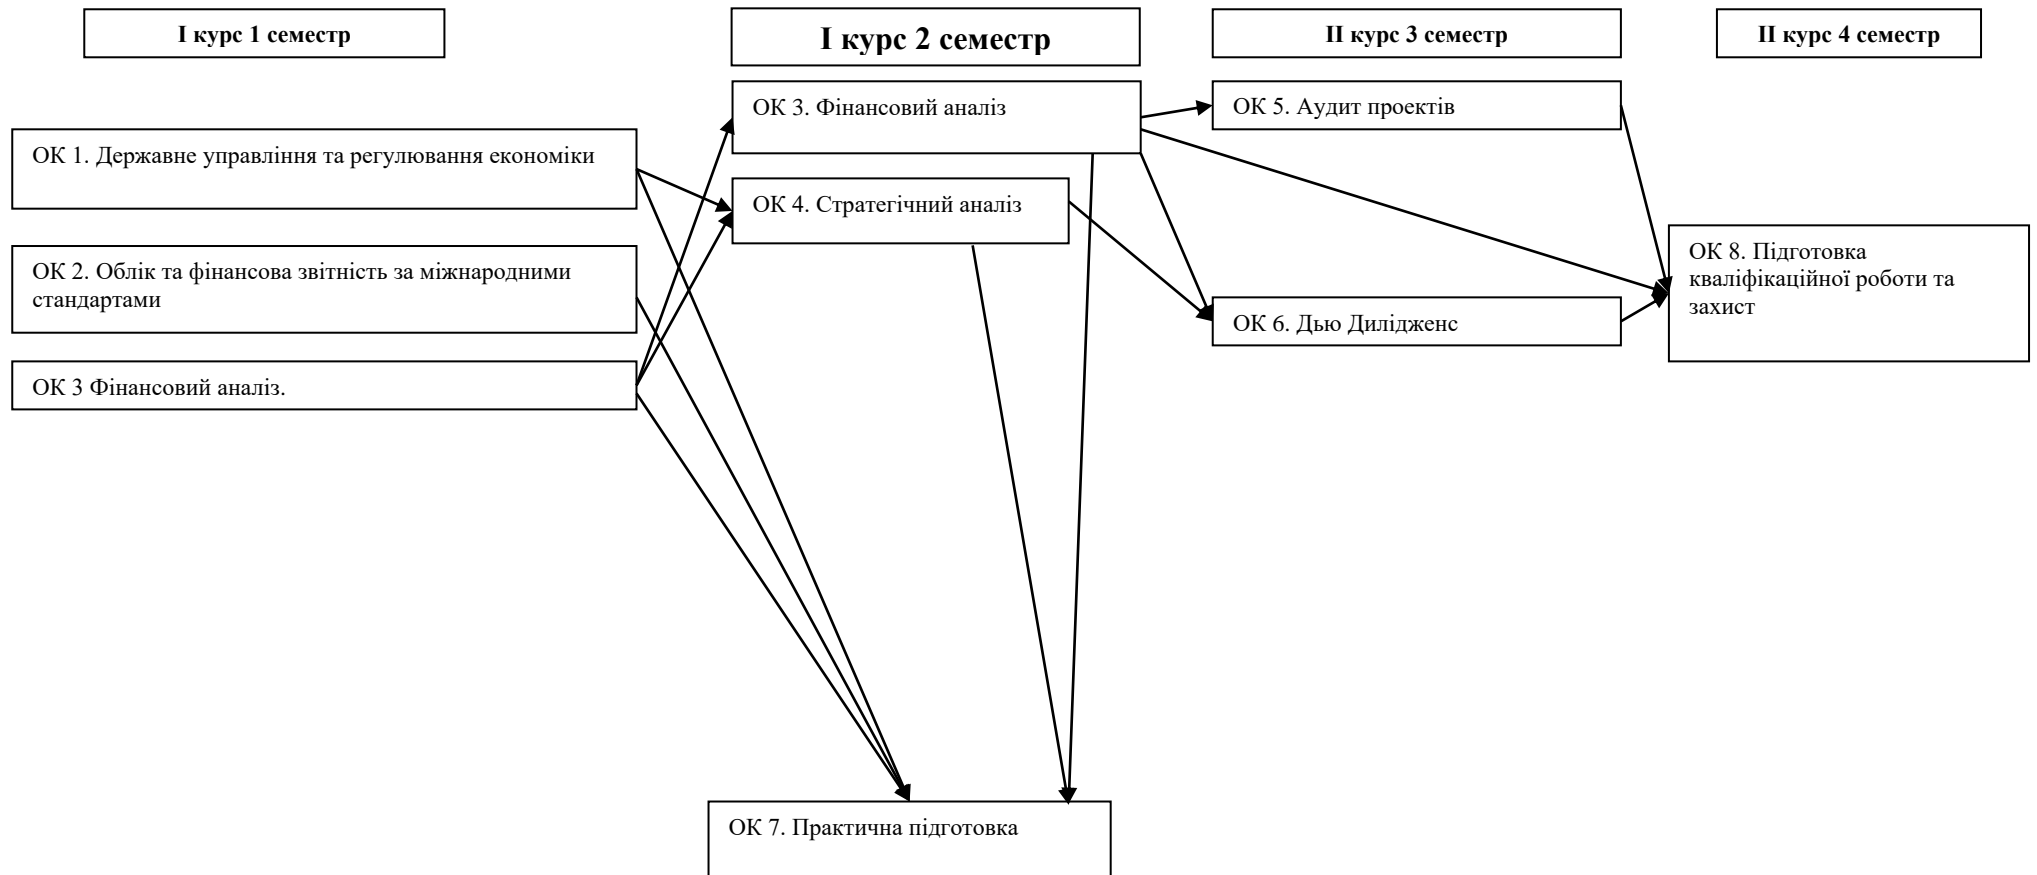 І курс 1 семестр
І курс 2 семестр
ІІ курс 3 семестр
ІІ курс 4 семестр
ОК 1. Державне управління та регулювання економіки
ОК 2. Облік та фінансова звітність за міжнародними
стандартами
ОК 3 Фінансовий аналіз.
ОК 3. Фінансовий аналіз
ОК 4. Стратегічний аналіз
ОК 7. Практична підготовка
ОК 5. Аудит проектів
ОК 6. Дью Дилідженс
ОК 8. Підготовка
кваліфікаційної роботи та
захист